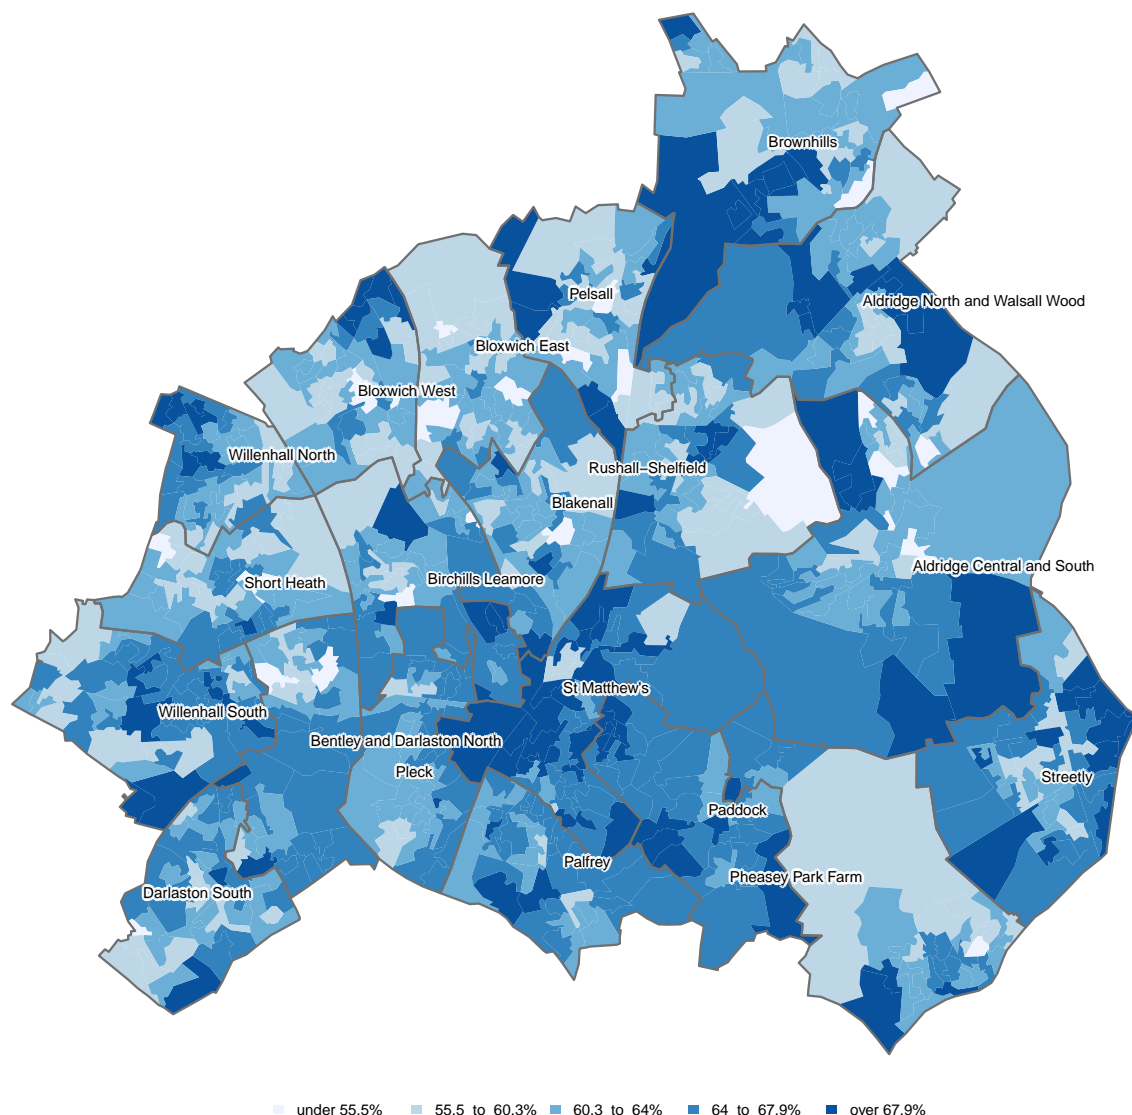 Brownhills
Pelsall
Aldridge North and Walsall Wood
Bloxwich East
Bloxwich West
Willenhall North
Rushall−Shelfield
Blakenall
Short Heath
Birchills Leamore
Aldridge Central and South
St Matthew's
Willenhall South
Bentley and Darlaston North
Pleck
Streetly
Paddock
Palfrey
Pheasey Park Farm
Darlaston South
under 55.5% 55.5 to 60.3% 60.3 to 64% 64 to 67.9% over 67.9%